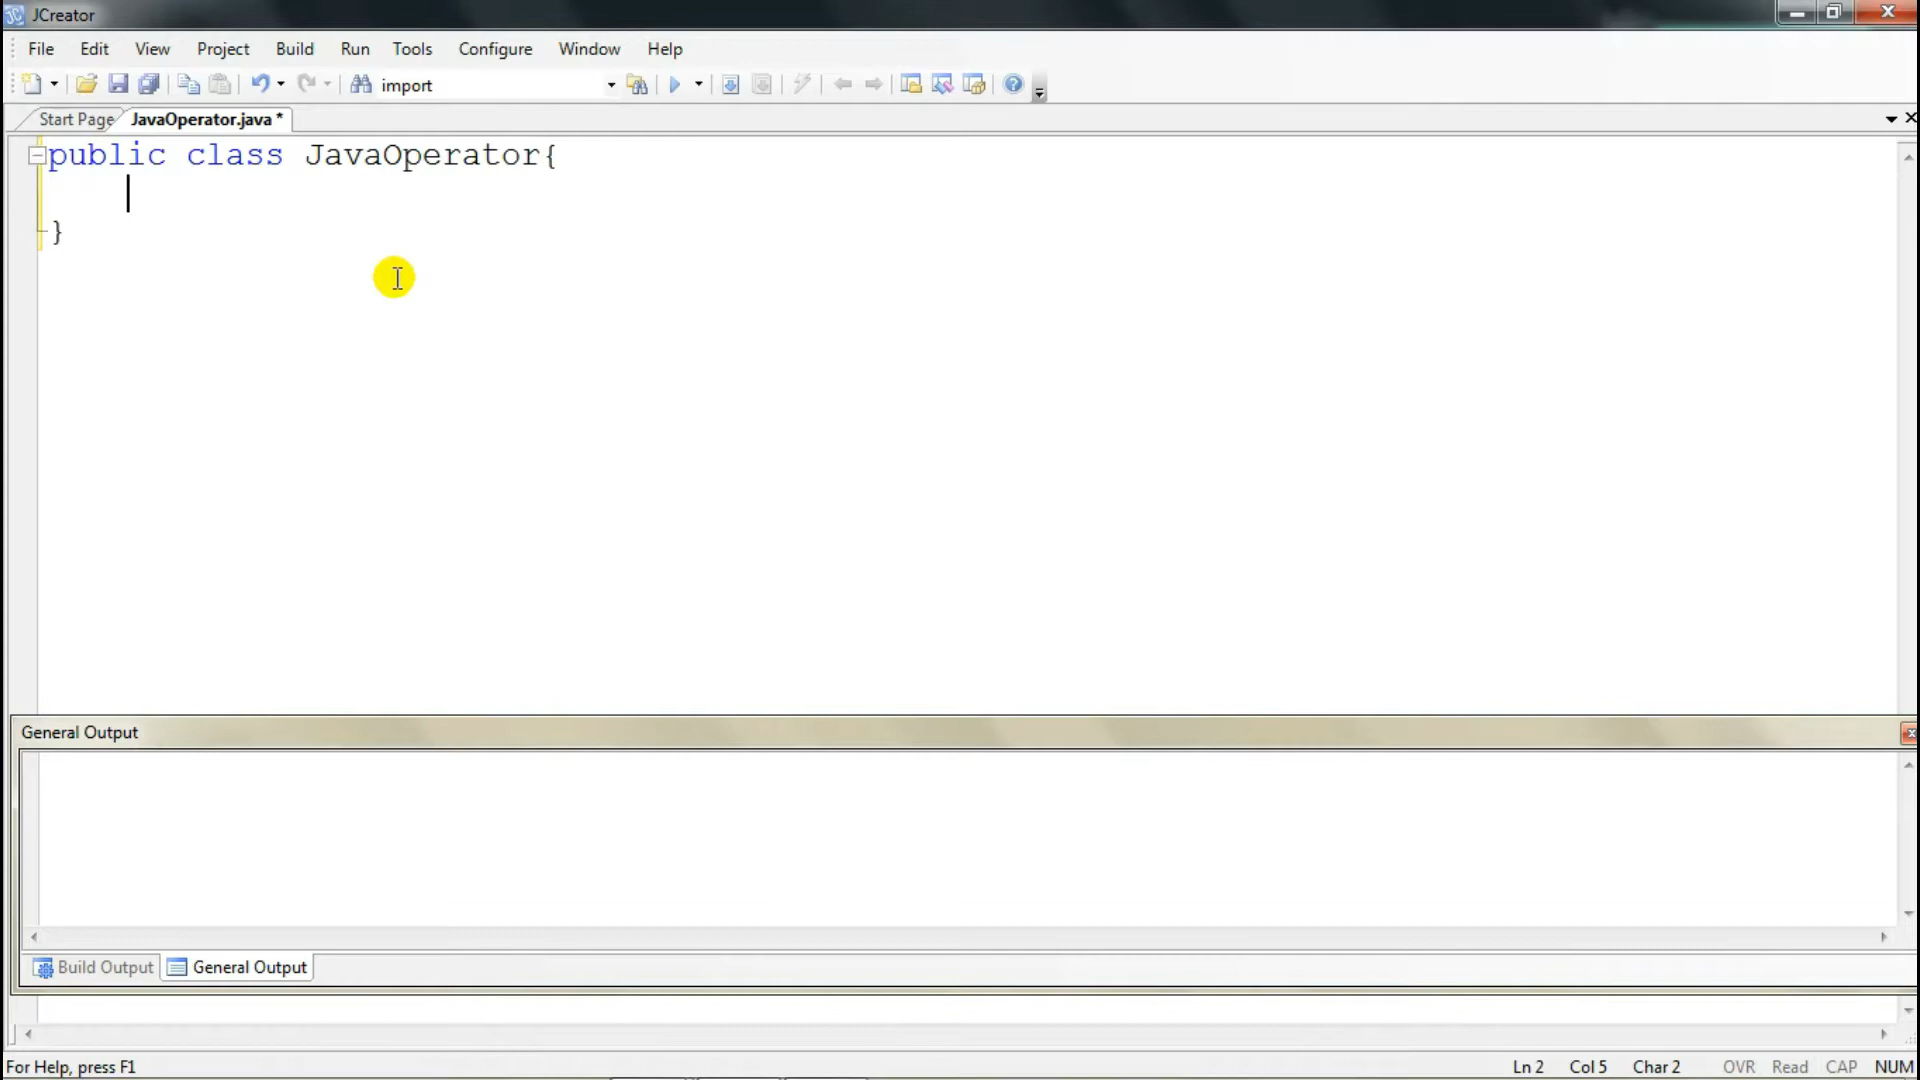 JCreator
File Edit View Project Build Run Tools Configure Window Help
import
Start Page JavaOperator.java *
public class JavaOperator{
}
General Output
Build Output General Output
For Help, press F1 Ln 2 Col 5 Char 2 OVR Read CAP NUM